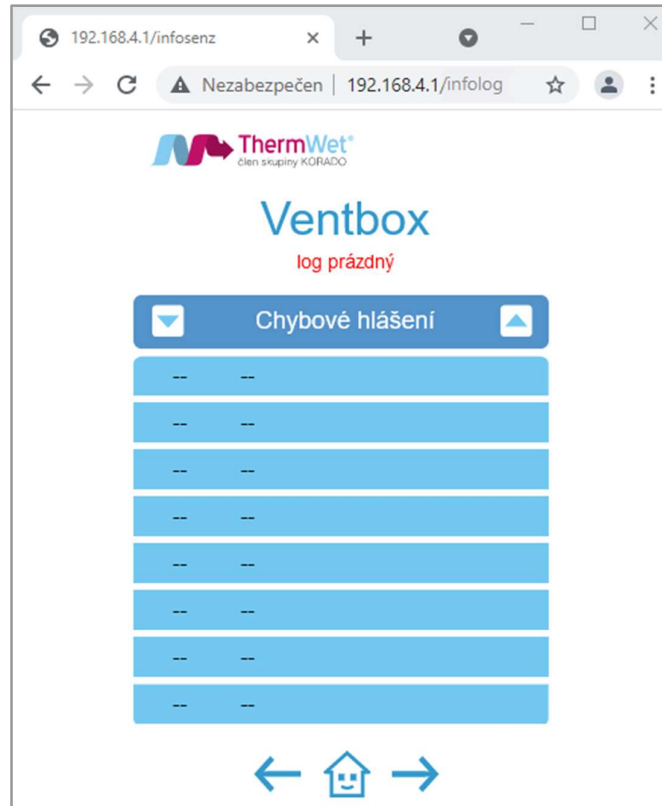 192.168.4.1/infosenz
Nezabezpečen | 192.168.4.1/infolog
ThermWet®
člen skupiny KORADO
Ventbox
log prázdný
Chybové hlášení
-- --
-- --
-- --
-- --
-- --
-- --
-- --
-- --